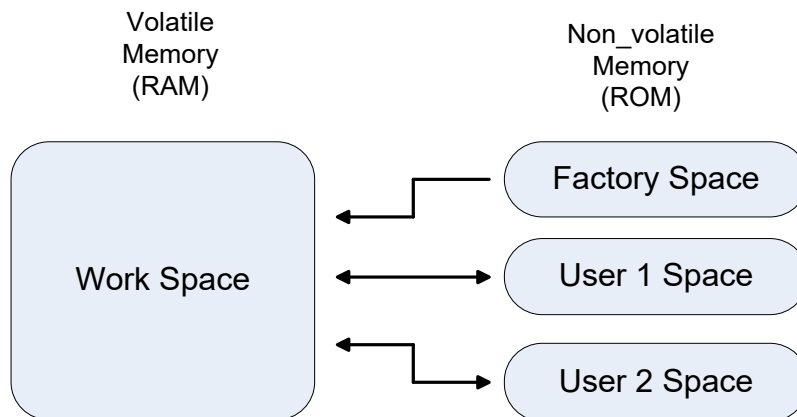 Volatile
Memory
(RAM)
Non_volatile
Memory
(ROM)
Work Space
Factory Space
User 1 Space
User 2 Space